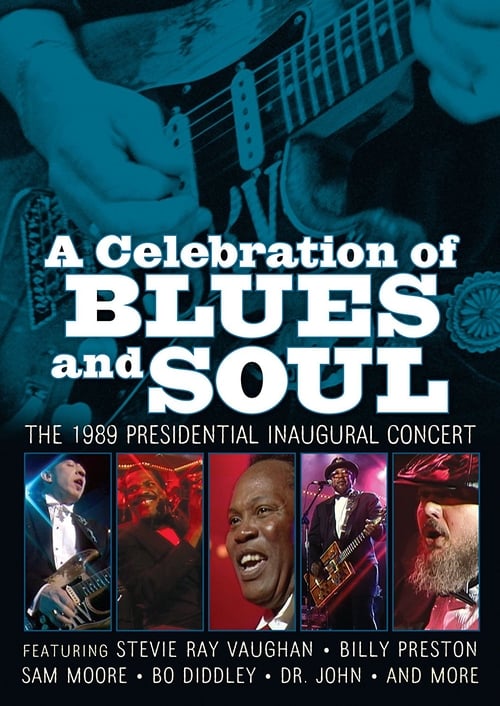 A Celebration of
BLUES
and SOUL
THE 1989 PRESIDENTIAL INAUGURAL CONCERT
FEATURING STEVIE RAY VAUGHAN • BILLY PRESTON
SAM MOORE • BO DIDDLEY • DR. JOHN • AND MORE